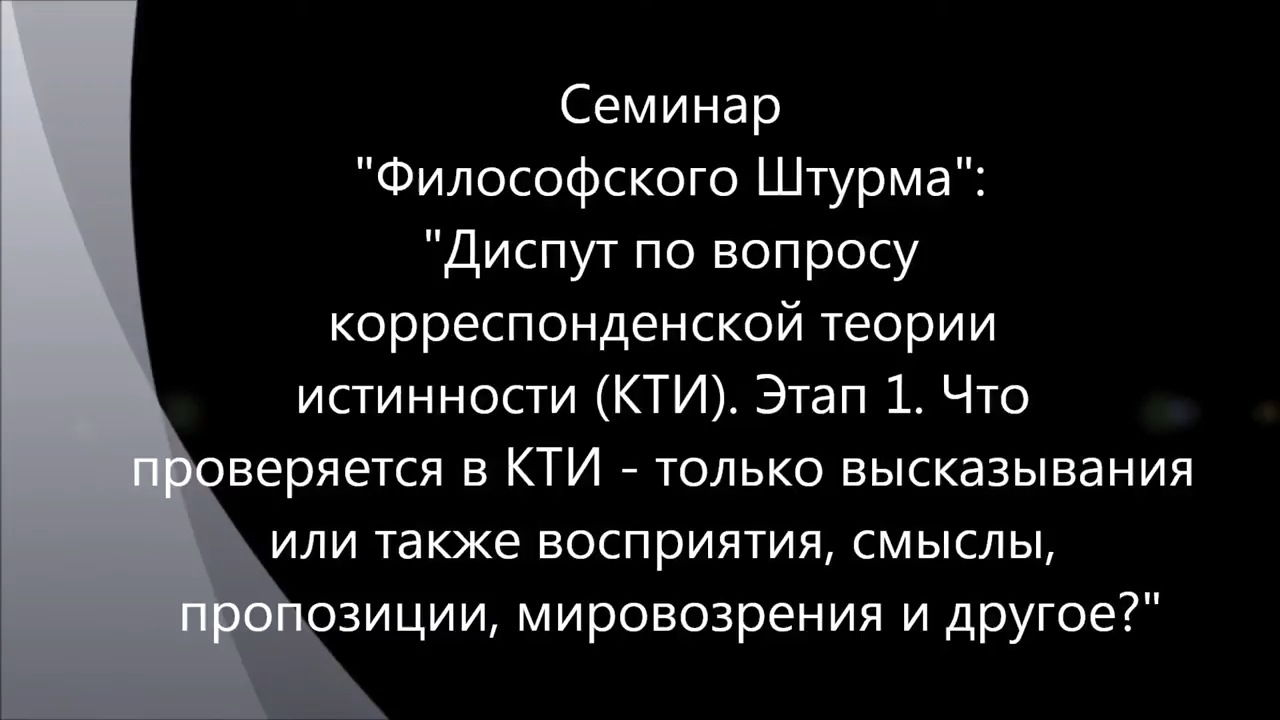 Семинар
"Философского Штурма":
"Диспут по вопросу
корреспонденской теории
истинности (КТИ). Этап 1. Что
проверяется в КТИ - только высказывания
или также восприятия, смыслы,
пропозиции, мировозрения и другое?"